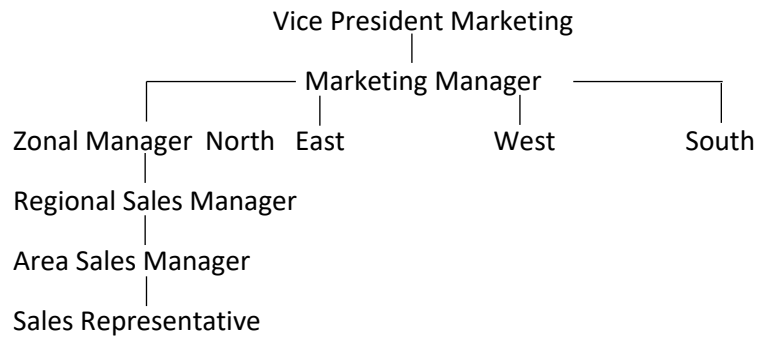 Vice President Marketing
Marketing Manager
Zonal Manager North East West South
Regional Sales Manager
Area Sales Manager
Sales Representative